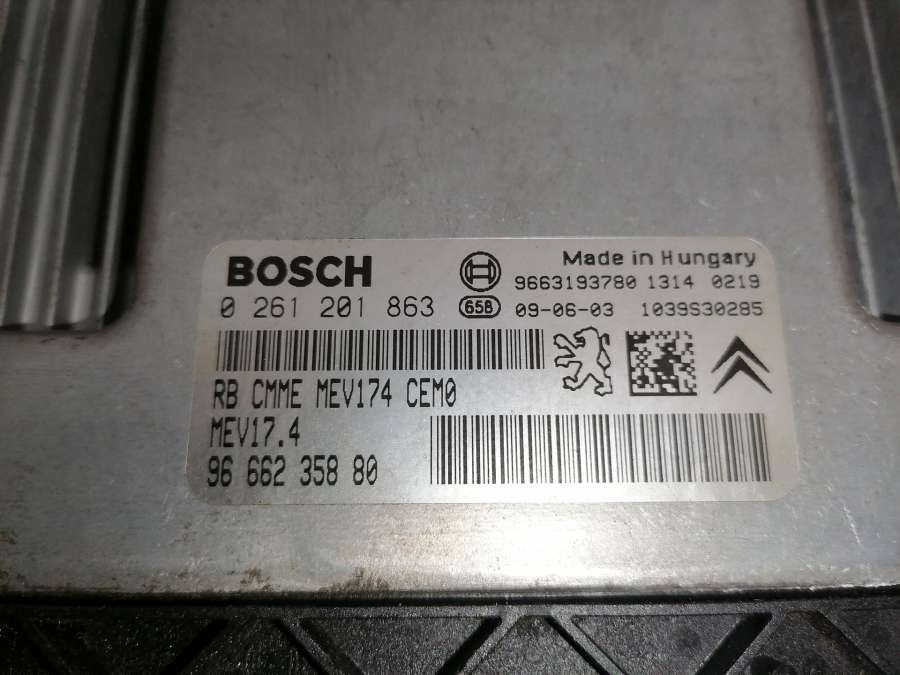 BOSCH
Made in Hungary
9663193780 1314 0219
0 261 201 863
65B
09-06-03
1039S30285
RB CMME MEV174 CEM0
MEV17.4
96 662 358 80